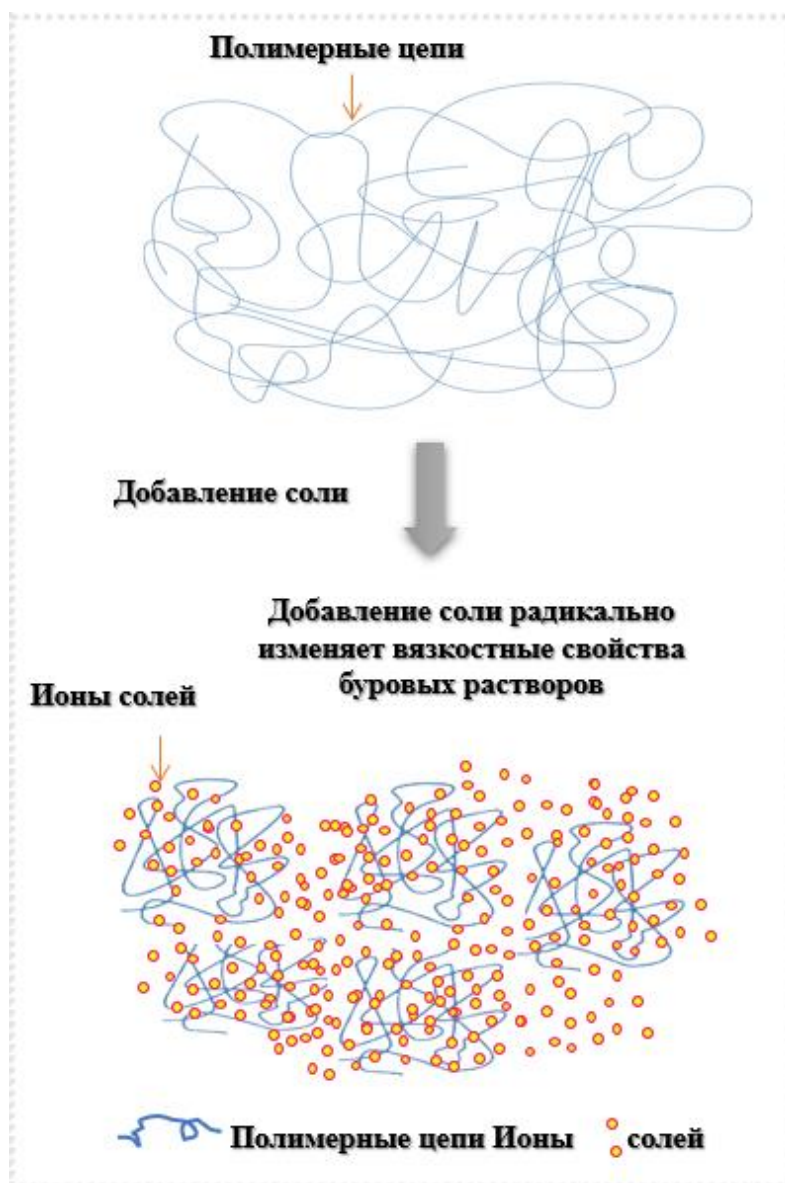 Полимерные цепи
Добавление соли
Добавление соли радикально
изменяет вязкостные свойства
буровых растворов
Ионы солей
Полимерные цепи Ионы солей